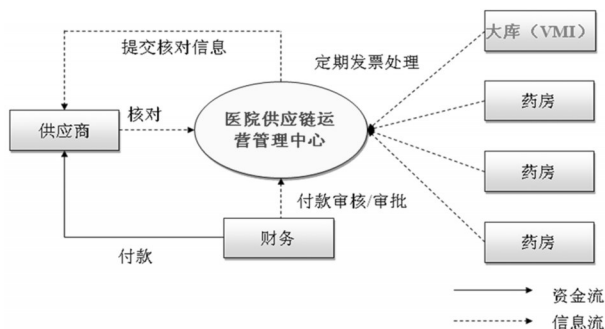 提交核对信息
定期发票处理
大库（VMI）
药房
供应商
核对
医院供应链运
营管理中心
药房
付款审核/审批
财务
药房
付款
资金流
信息流